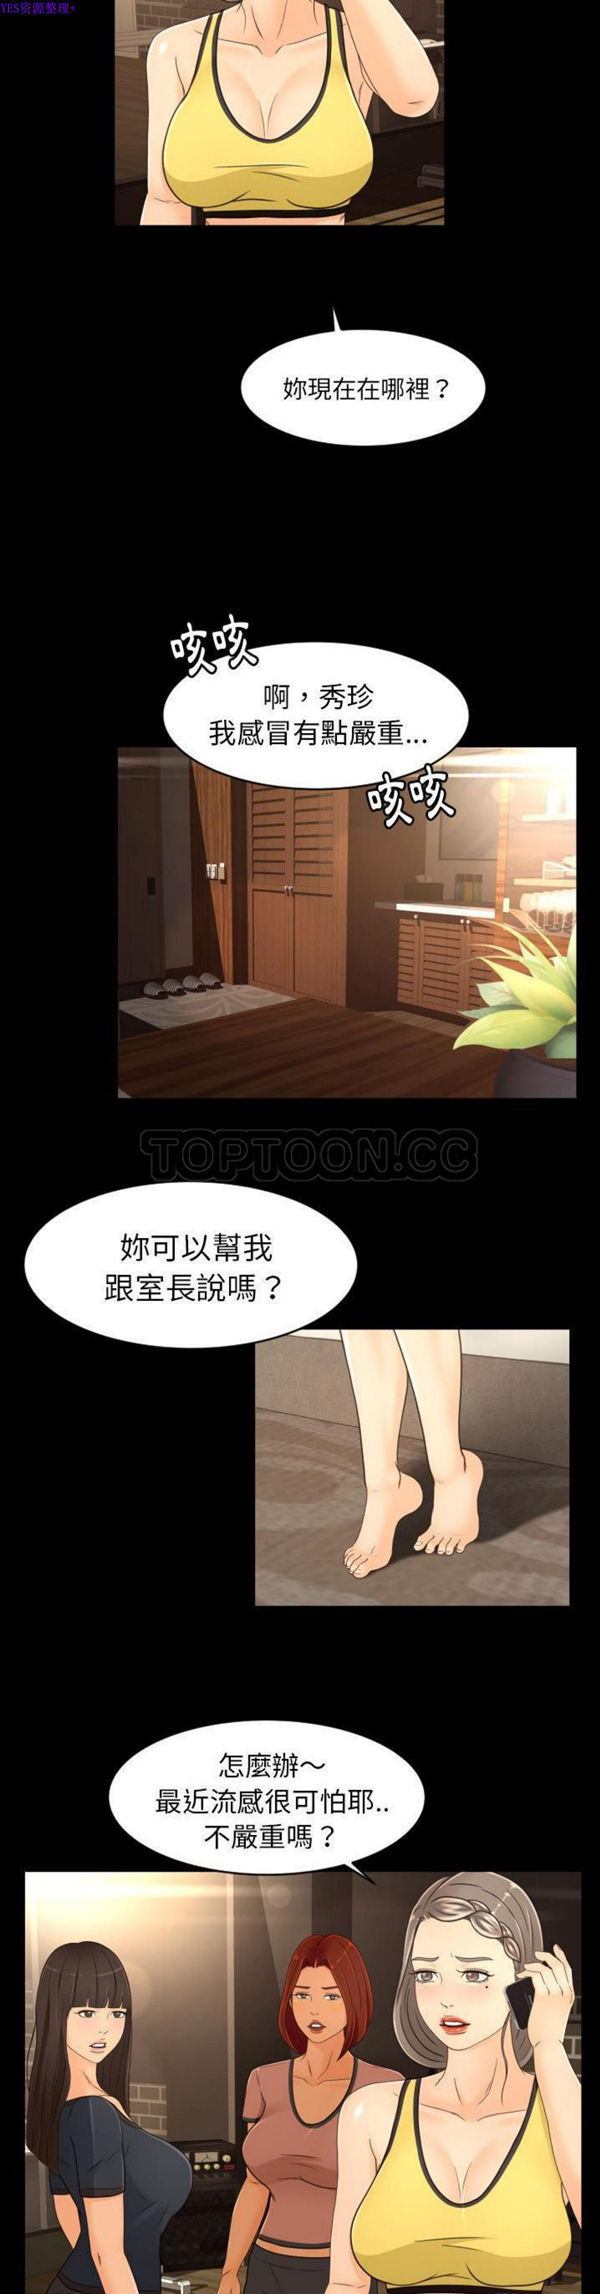 YES资源整理+
妳現在在哪裡？
咳咳
啊，秀珍
我感冒有點嚴重...
咳咳
TOPTOON.CC
妳可以幫我
跟室長說嗎？
怎麼辦～
最近流感很可怕耶..
不嚴重嗎？